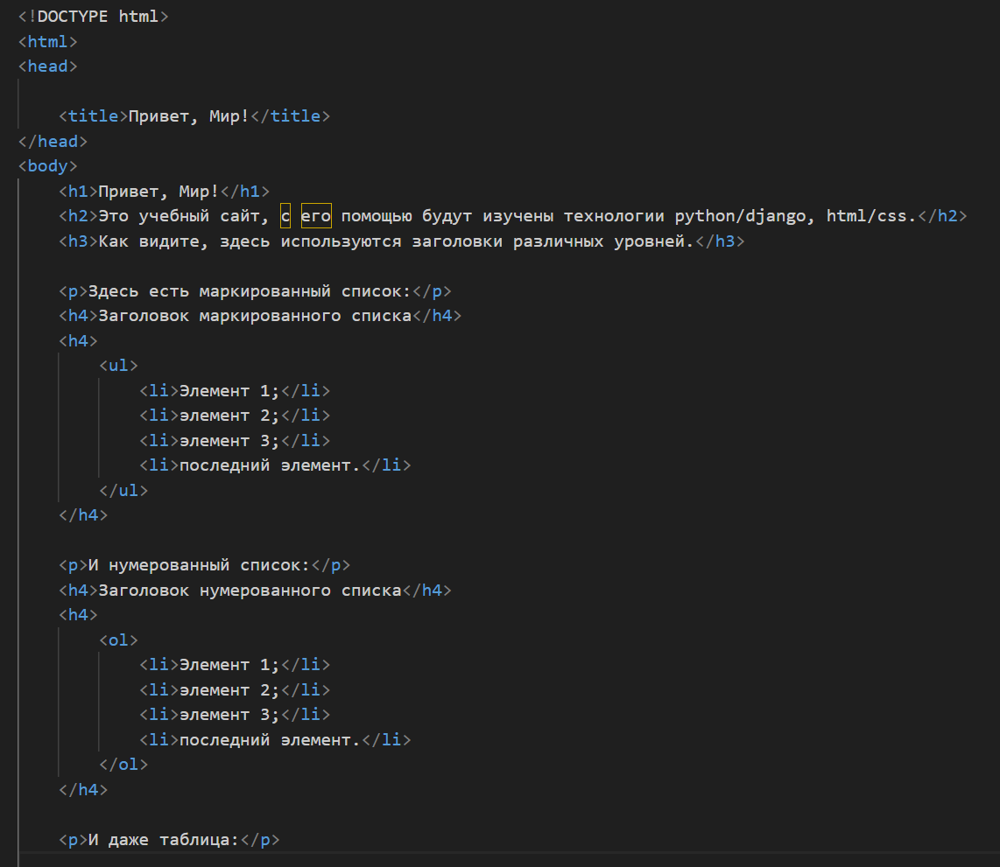 <!DOCTYPE html>
<html>
<head>
<title>Привет, Мир!</title>
</head>
<body>
<h1>Привет, Мир!</h1>
<h2>Это учебный сайт, с его помощью будут изучены технологии python/django, html/css.</h2>
<h3>Как видите, здесь используются заголовки различных уровней.</h3>
<p>Здесь есть маркированный список:</p>
<h4>Заголовок маркированного списка</h4>
<h4>
<ul>
<li>Элемент 1;</li>
<li>элемент 2;</li>
<li>элемент 3;</li>
<li>последний элемент.</li>
</ul>
</h4>
<p>И нумерованный список:</p>
<h4>Заголовок нумерованного списка</h4>
<h4>
<ol>
<li>Элемент 1;</li>
<li>элемент 2;</li>
<li>элемент 3;</li>
<li>последний элемент.</li>
</ol>
</h4>
<p>И даже таблица:</p>